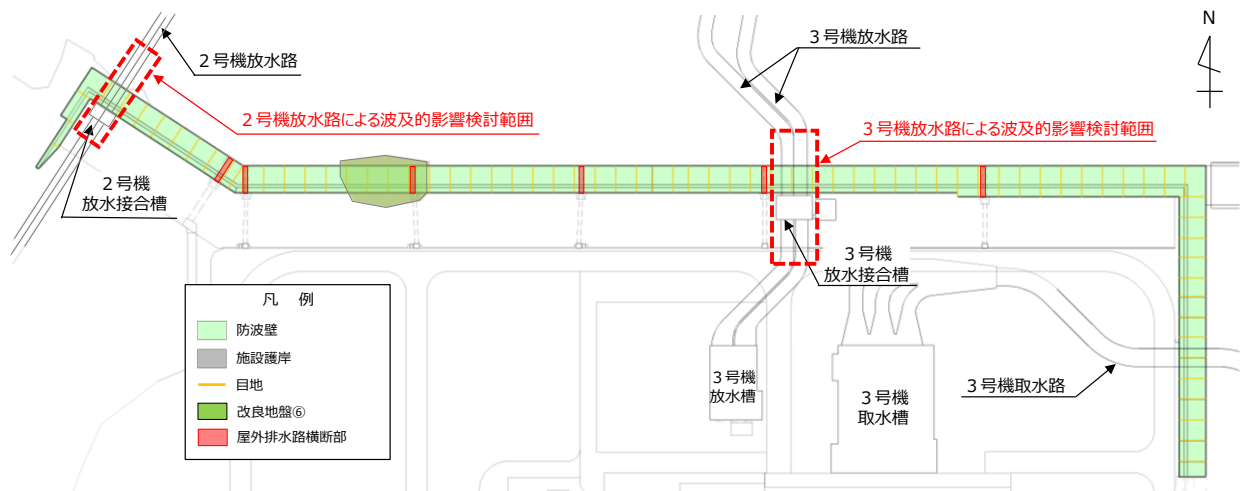 ２号機放水路
２号機放水路による波及的影響検討範囲
２号機
放水接合槽
３号機放水路
３号機放水路による波及的影響検討範囲
N
３号機
放水接合槽
３号機
放水槽
３号機
取水槽
３号機取水路
凡　例
防波壁
施設護岸
目地
改良地盤⑥
屋外排水路横断部